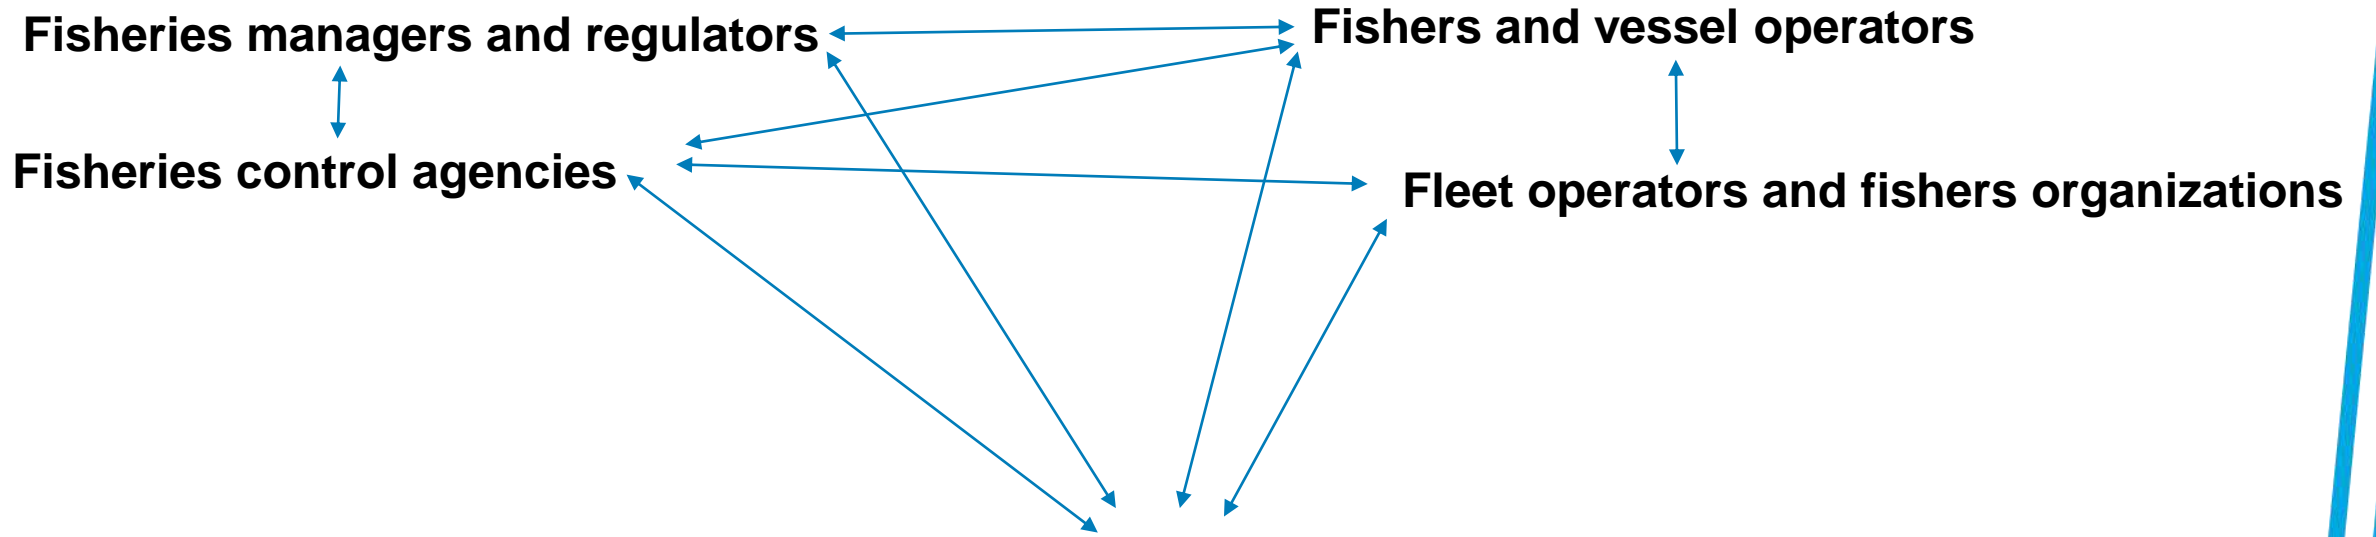 Fisheries managers and regulators
Fishers and vessel operators
Fisheries control agencies
Fleet operators and fishers organizations